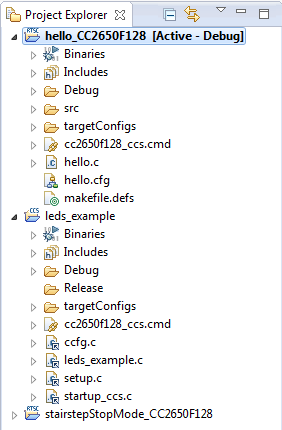 Project Explorer
RTSC hello_CC2650F128 [Active - Debug]
Binaries
Includes
Debug
src
targetConfigs
cc2650f128_ccs.cmd
hello.c
hello.cfg
makefile.defs
CCS leds_example
Binaries
Includes
Debug
Release
targetConfigs
cc2650f128_ccs.cmd
ccfg.c
leds_example.c
setup.c
startup_ccs.c
RTSC stairstepStopMode_CC2650F128